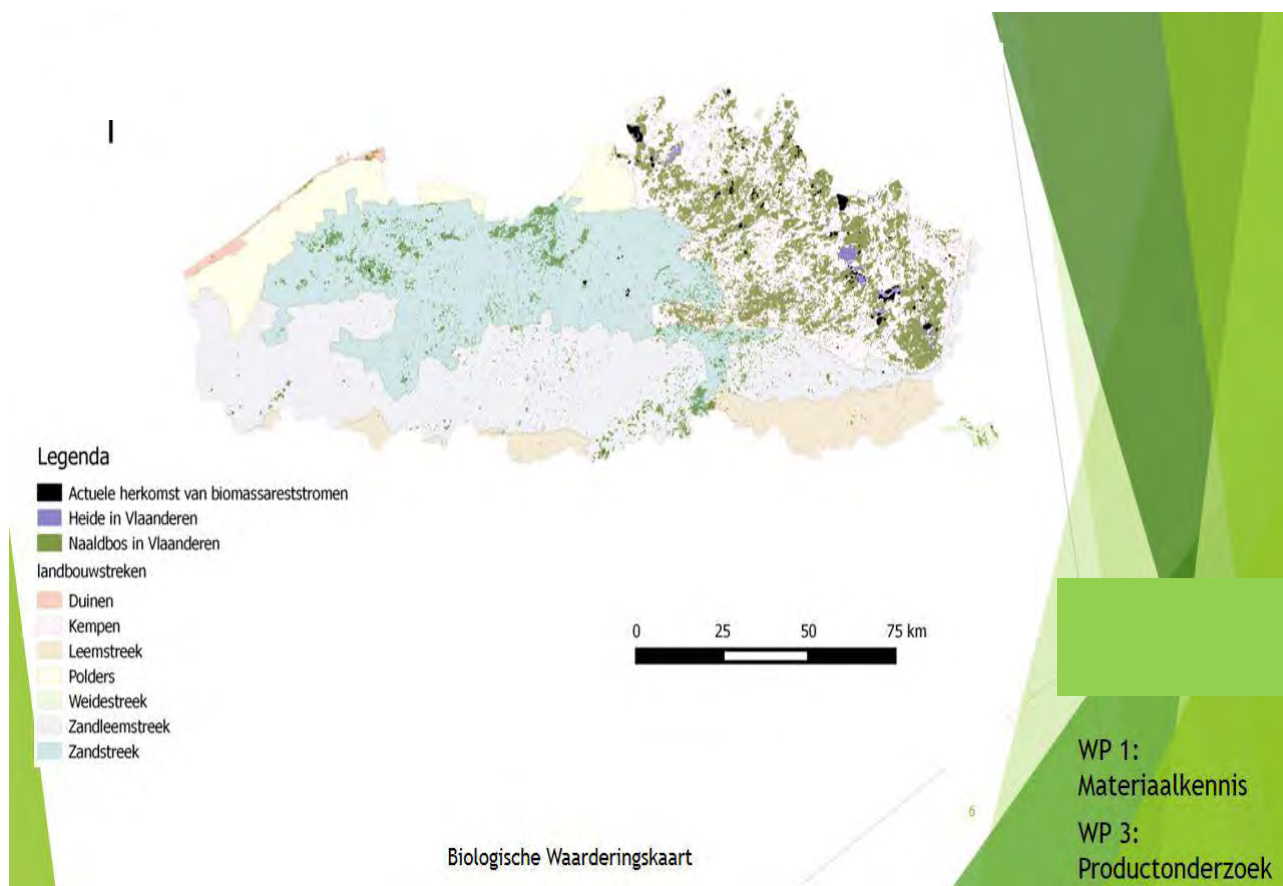 Legenda
Actuele herkomst van biomassareststromen
Heide in Vlaanderen
Naaldbos in Vlaanderen
landbouwstreken
Duinen
Kempen
Leemstreek
Polders
Weidestreek
Zandleemstreek
Zandstreek
0 25 50 75 km
Biologische Waarderingskaart
6
WP 1:
Materiaalkennis
WP 3:
Productonderzoek